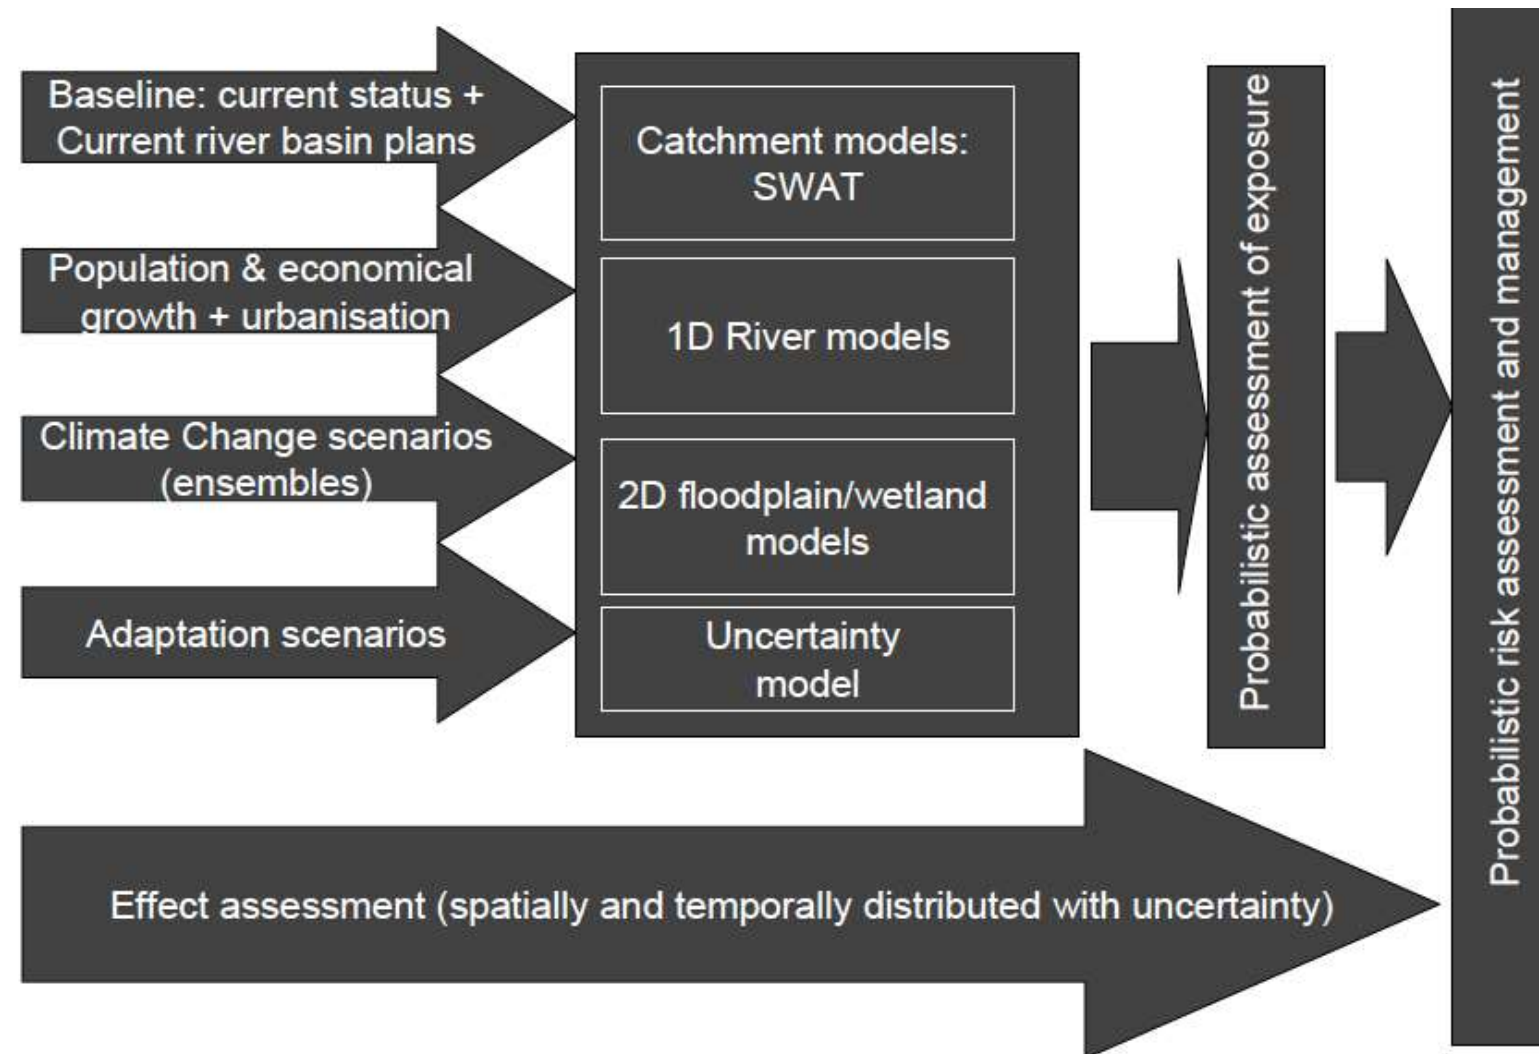 Baseline: current status +
Current river basin plans
Population & economical
growth + urbanisation
Climate Change scenarios
(ensembles)
Adaptation scenarios
Catchment models:
SWAT
1D River models
2D floodplain/wetland
models
Uncertainty
model
Probabilistic assessment of exposure
Probabilistic risk assessment and management
Effect assessment (spatially and temporally distributed with uncertainty)